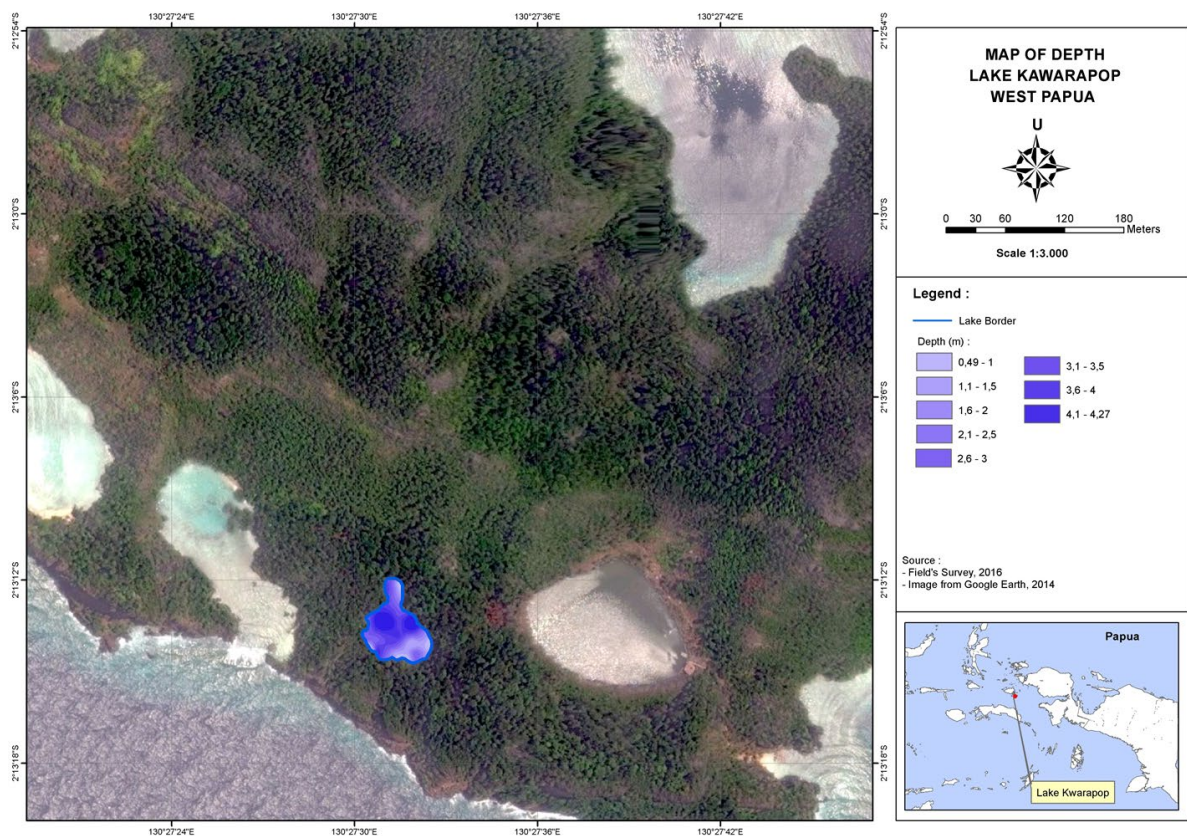 130°27'24"E
130°27'30"E
130°27'36"E
130°27'42"E
2°12'54"S
2°12'54"S
2°13'0"S
2°13'0"S
2°13'6"S
2°13'6"S
2°13'12"S
2°13'12"S
2°13'18"S
2°13'18"S
130°27'24"E
130°27'30"E
130°27'36"E
130°27'42"E
MAP OF DEPTH
LAKE KAWARAPOP
WEST PAPUA
U
0 30 60 120 180
Meters
Scale 1:3.000
Legend :
Lake Border
Depth (m) :
0,49 - 1
1,1 - 1,5
1,6 - 2
2,1 - 2,5
2,6 - 3
3,1 - 3,5
3,6 - 4
4,1 - 4,27
Source :
- Field's Survey, 2016
- Image from Google Earth, 2014
Papua
Lake Kwarapop